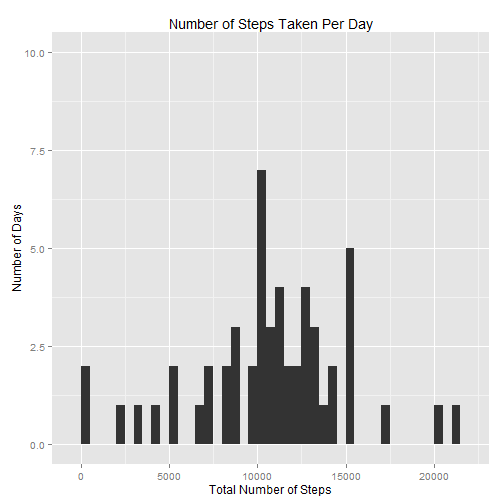 Number of Steps Taken Per Day
10.0
7.5
5.0
2.5
0.0
Number of Days
0 5000 10000 15000 20000
Total Number of Steps